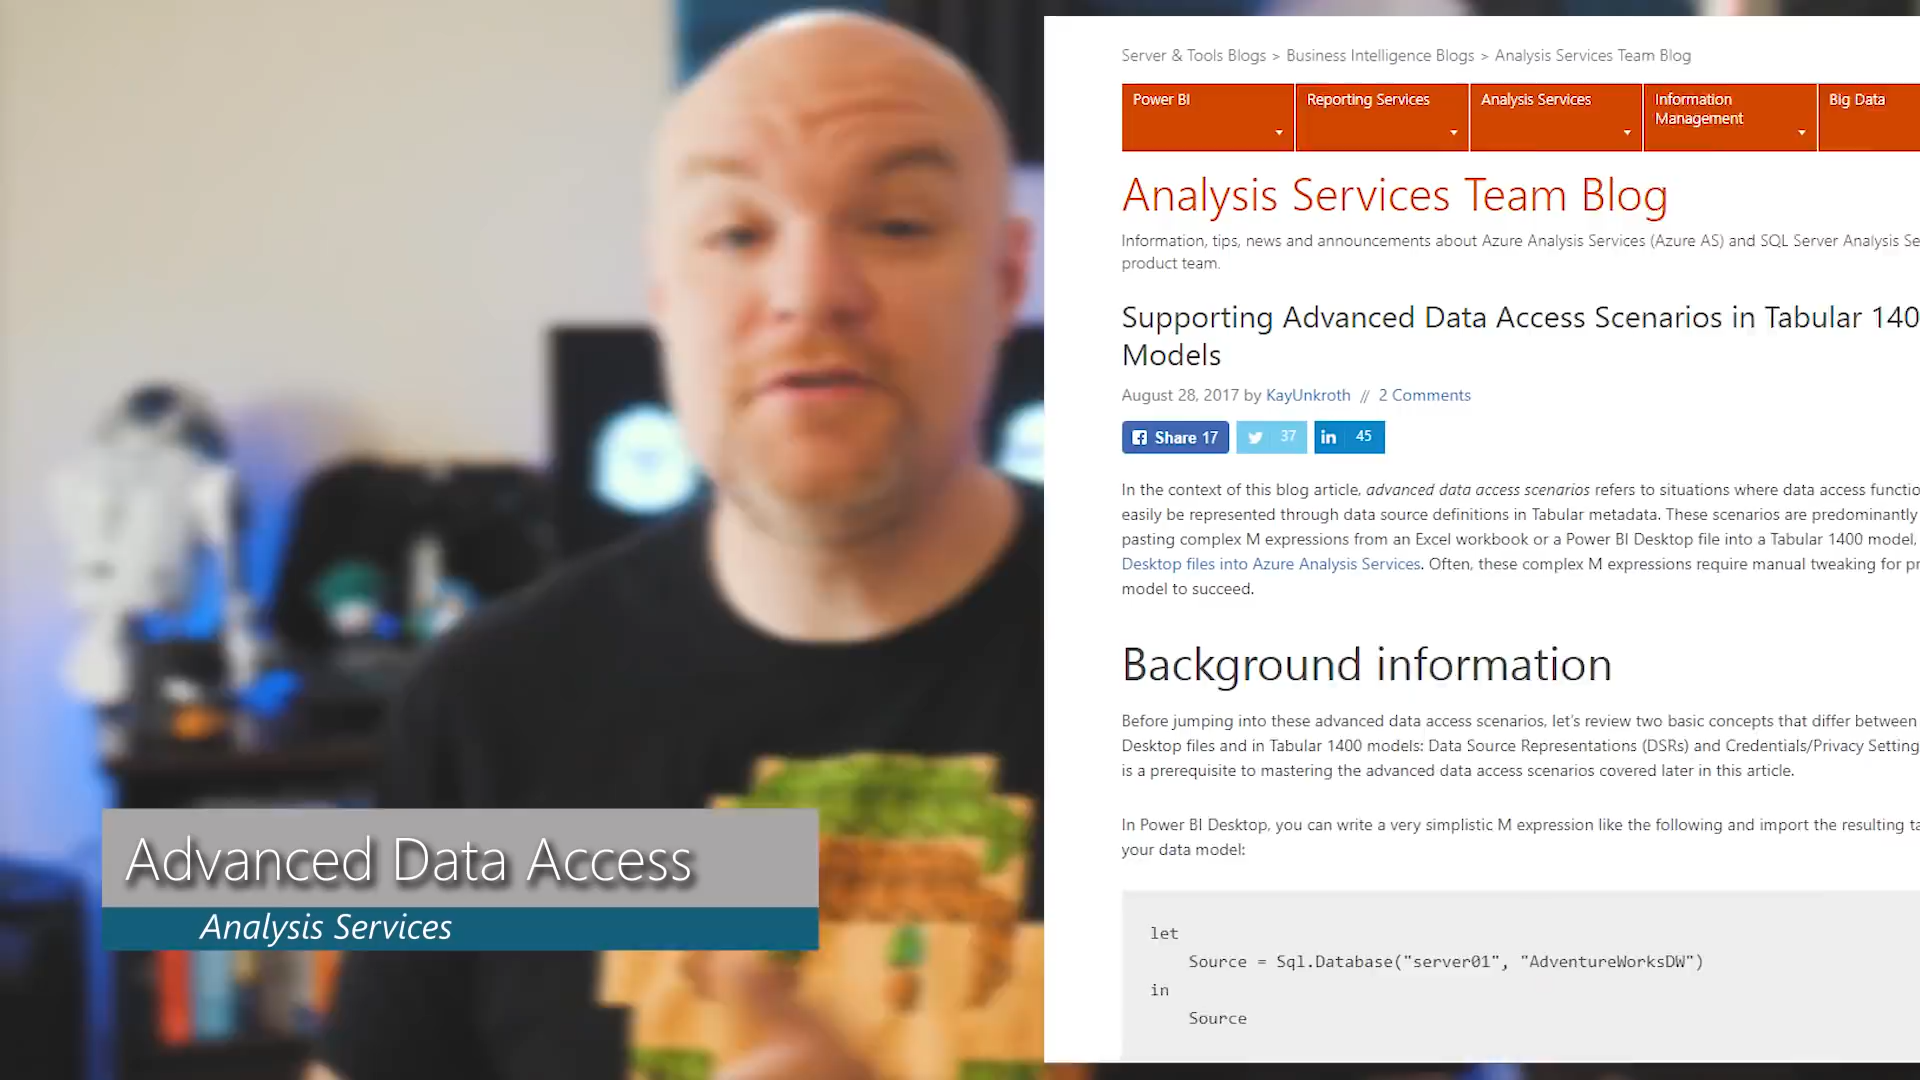 Server & Tools Blogs > Business Intelligence Blogs > Analysis Services Team Blog
Power BI
Reporting Services
Analysis Services
Information
Management
Big Data
Analysis Services Team Blog
Information, tips, news and announcements about Azure Analysis Services (Azure AS) and SQL Server Analysis Se
product team.
Supporting Advanced Data Access Scenarios in Tabular 140
Models
August 28, 2017 by KayUnkroth // 2 Comments
Share 17
37
in 45
In the context of this blog article, advanced data access scenarios refers to situations where data access functio
easily be represented through data source definitions in Tabular metadata. These scenarios are predominantly
pasting complex M expressions from an Excel workbook or a Power BI Desktop file into a Tabular 1400 model,
Desktop files into Azure Analysis Services. Often, these complex M expressions require manual tweaking for pr
model to succeed.
Background information
Before jumping into these advanced data access scenarios, let's review two basic concepts that differ between
Desktop files and in Tabular 1400 models: Data Source Representations (DSRs) and Credentials/Privacy Setting
is a prerequisite to mastering the advanced data access scenarios covered later in this article.
In Power BI Desktop, you can write a very simplistic M expression like the following and import the resulting ta
your data model:
let
Source = Sql.Database("server01", "AdventureWorksDW")
in
Source
Advanced Data Access
Analysis Services